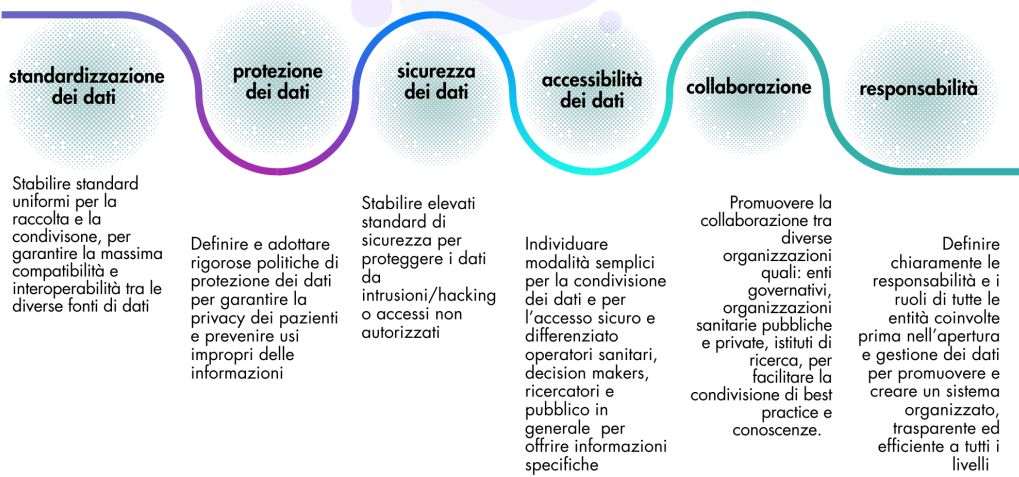 standardizzazione
dei dati
Stabilire standard
uniformi per la
raccolta e la
condivisone, per
garantire la massima
compatibilità e
interoperabilità tra le
diverse fonti di dati
protezione
dei dati
Definire e adottare
rigorose politiche di
protezione dei dati
per garantire la
privacy dei pazienti
e prevenire usi
impropri delle
informazioni
sicurezza
dei dati
Stabilire elevati
standard di
sicurezza per
proteggere i dati
da
intrusioni/hacking
o accessi non
autorizzati
accessibilità
dei dati
Individuare
modalità semplici
per la condivisione
dei dati e per
l’accesso sicuro e
differenziato
operatori sanitari,
decision makers,
ricercatori e
pubblico in
generale per
offrire informazioni
specifiche
collaborazione
Promuovere la
collaborazione tra
diverse
organizzazioni
quali: enti
governativi,
organizzazioni
sanitarie pubbliche
e private, istituti di
ricerca, per
facilitare la
condivisione di best
practice e
conoscenze.
responsabilità
Definire
chiaramente le
responsabilità e i
ruoli di tutte le
entità coinvolte
prima nell’apertura
e gestione dei dati
per promuovere e
creare un sistema
organizzato,
trasparente ed
efficiente a tutti i
livelli